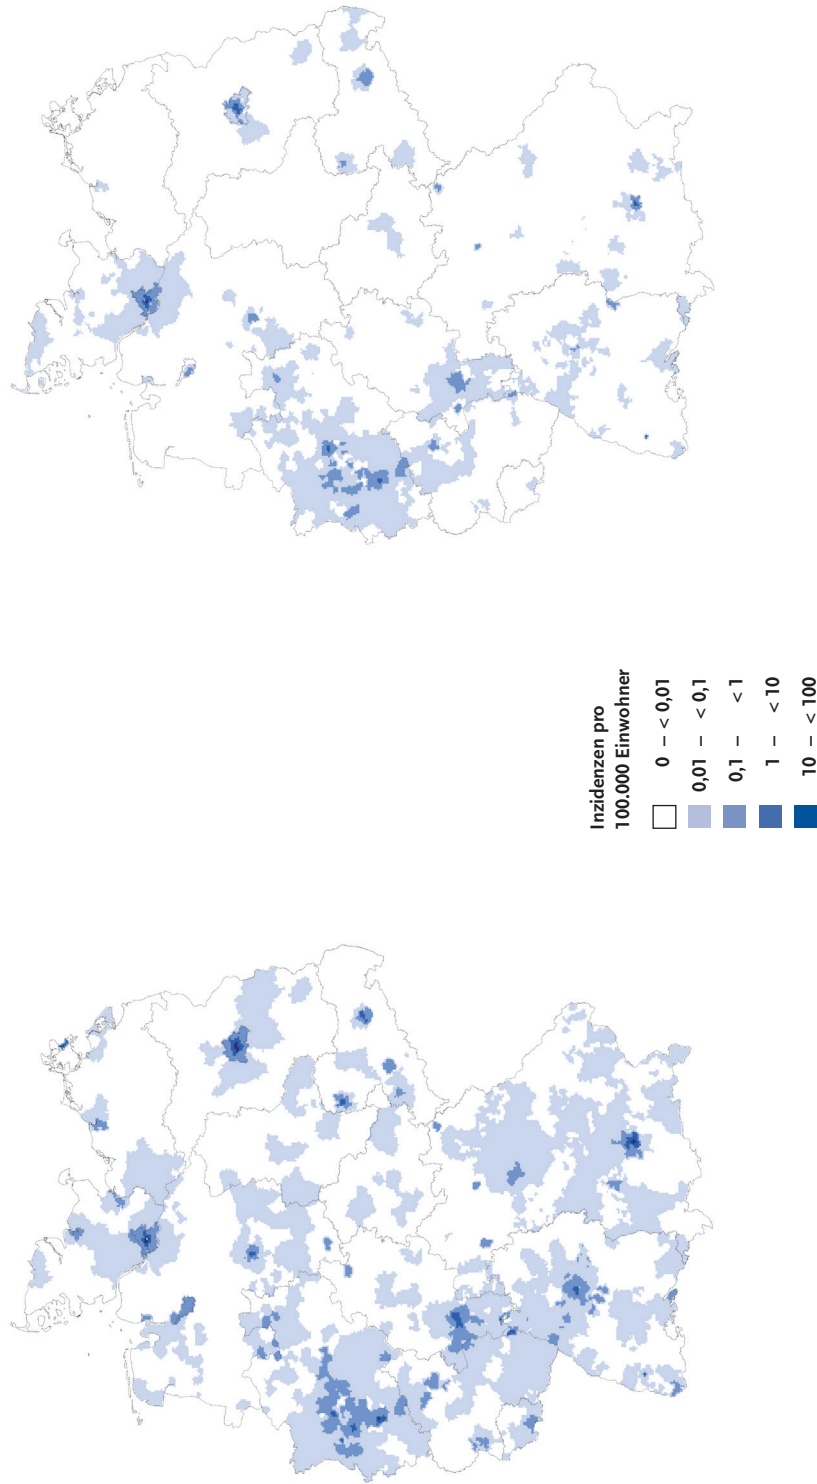 Inzidenzen pro
100.000 Einwohner
0 – < 0,01
0,01 – < 0,1
0,1 – < 1
1 – < 10
10 – < 100